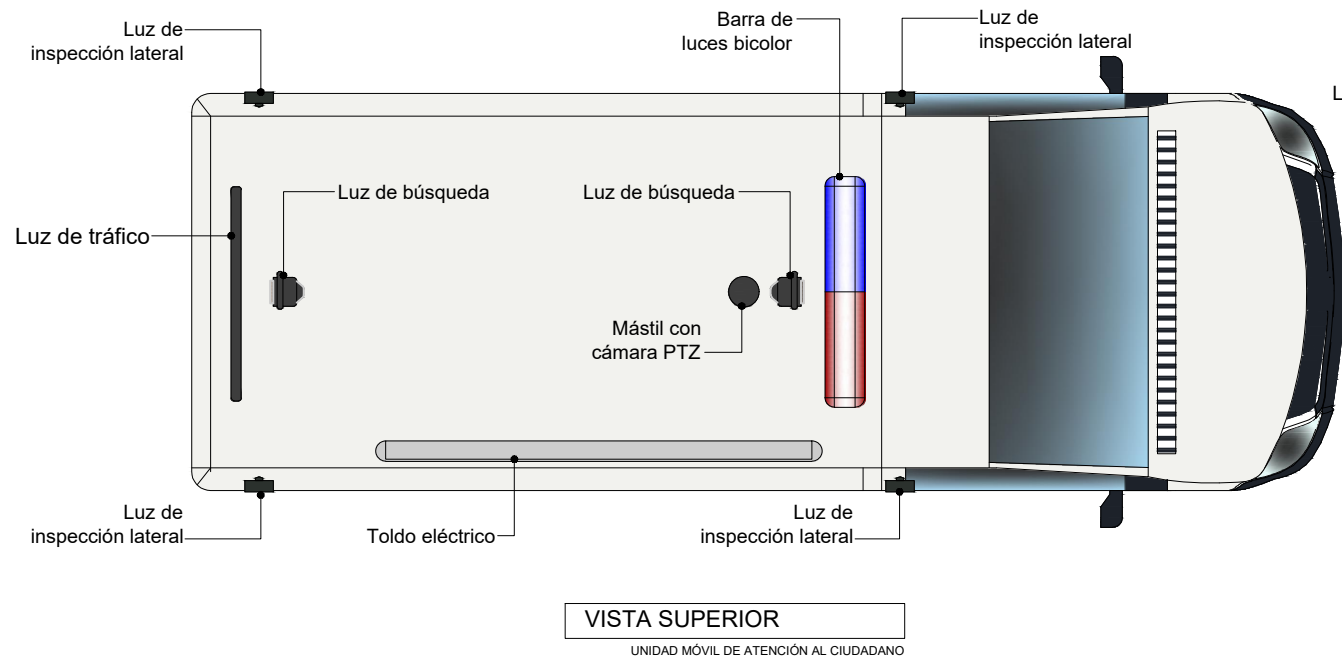 Luz de
inspección lateral
Barra de
luces bicolor
Luz de
inspección lateral
L
Luz de búsqueda
Luz de búsqueda
Luz de tráfico
Mástil con
cámara PTZ
Luz de
inspección lateral
Toldo eléctrico
Luz de
inspección lateral
VISTA SUPERIOR
UNIDAD MÓVIL DE ATENCIÓN AL CIUDADANO